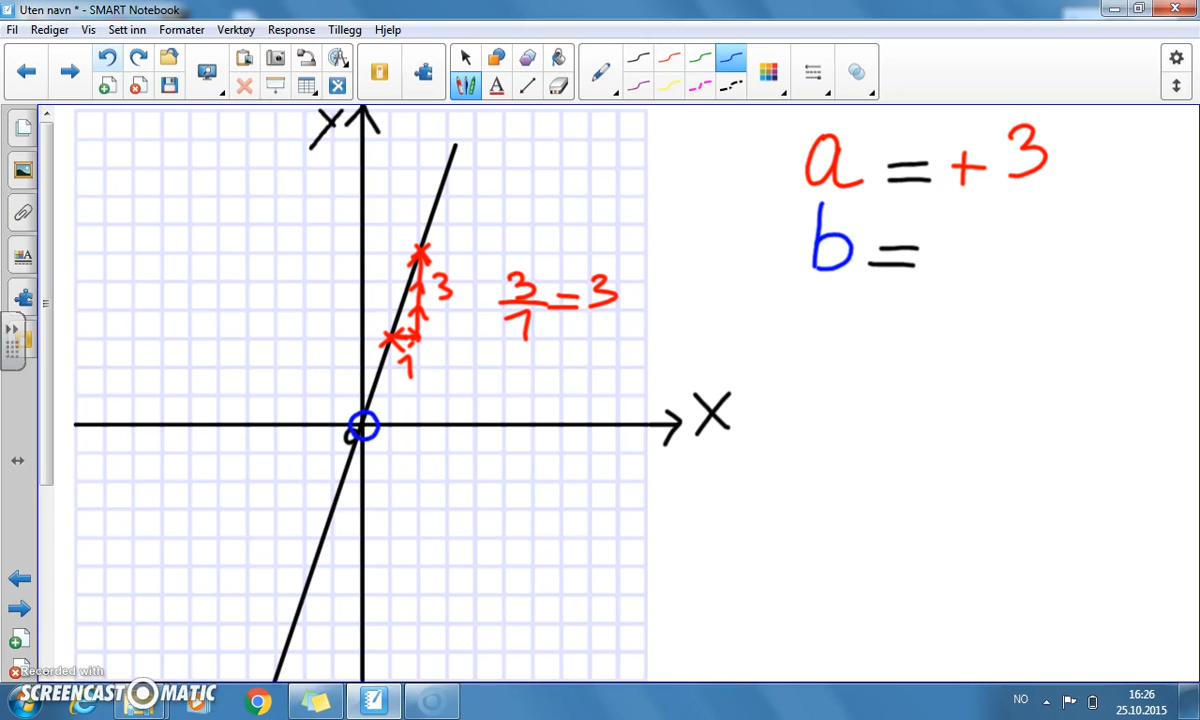 Uten navn * - SMART Notebook
Fil Rediger Vis Sett inn Formater Verktøy Response Tillegg Hjelp
Y
a = + 3
b =
3
3/1 = 3
1
X
0
Recorded with
SCREENCAST-O-MATIC
NO
16:26
25.10.2015